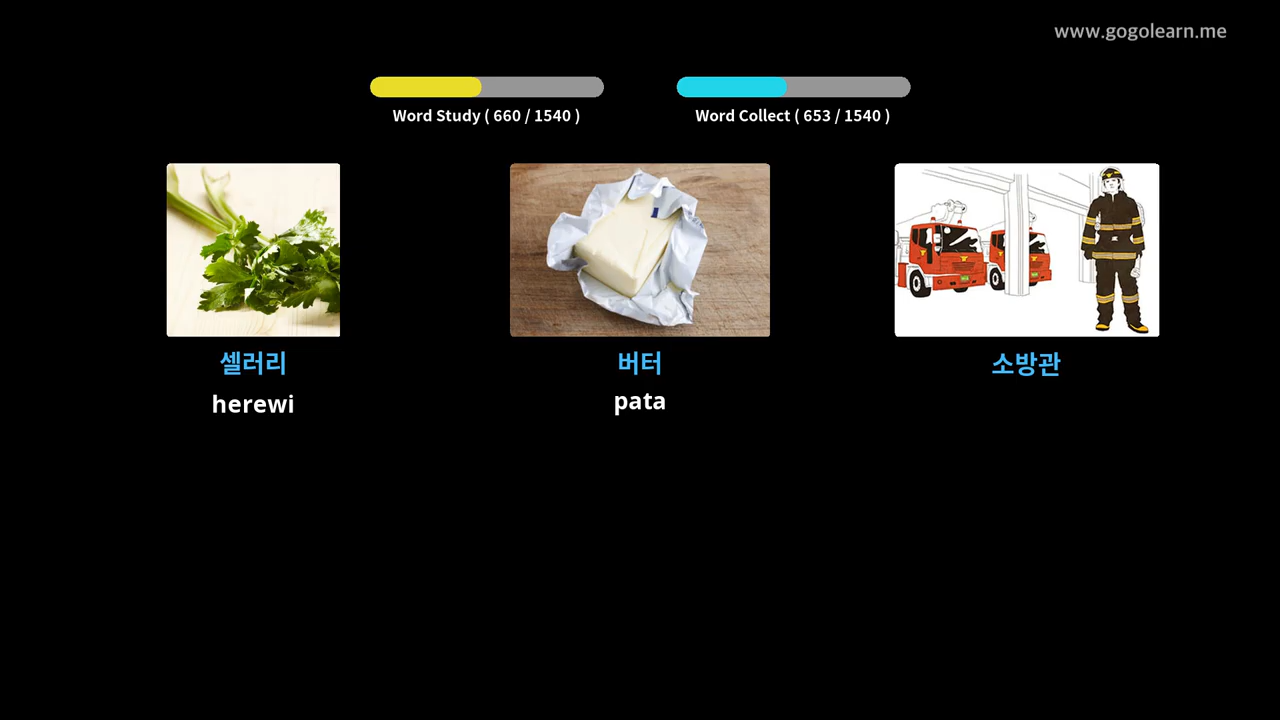 www.gogolearn.me
Word Study ( 660 / 1540 )
Word Collect ( 653 / 1540 )
셀러리
버터
소방관
herewi
pata